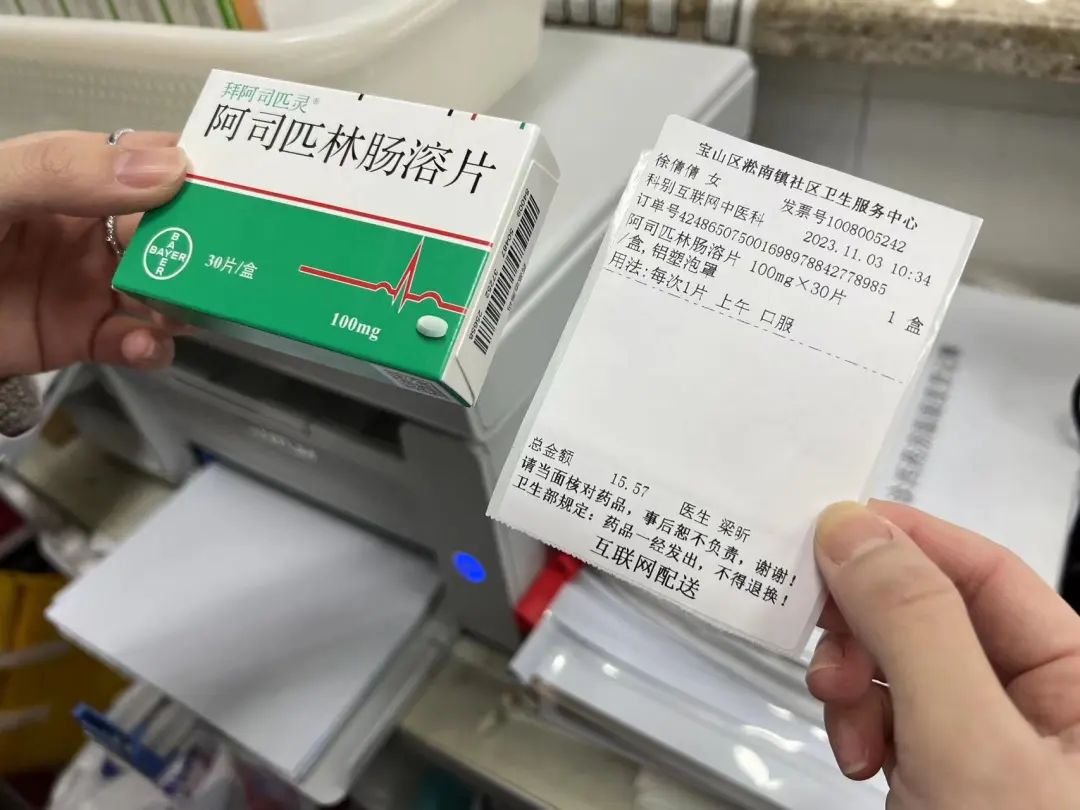 拜阿司匹灵®
阿司匹林肠溶片
BAYER
BAYER
30片/盒
100mg
宝山区淞南镇社区卫生服务中心
徐倩倩 女
发票号1008005242
科别互联网中医科
2023.11.03 10:34
订单号42486507500169897884277898​5
阿司匹林肠溶片 100mg×30片
/盒,铝塑泡罩
1 盒
用法:每次1片 上午 口服
总金额 15.57 医生 梁昕
请当面核对药品,事后恕不负责,谢谢!
卫生部规定:药品一经发出,不得退换!
互联网配送